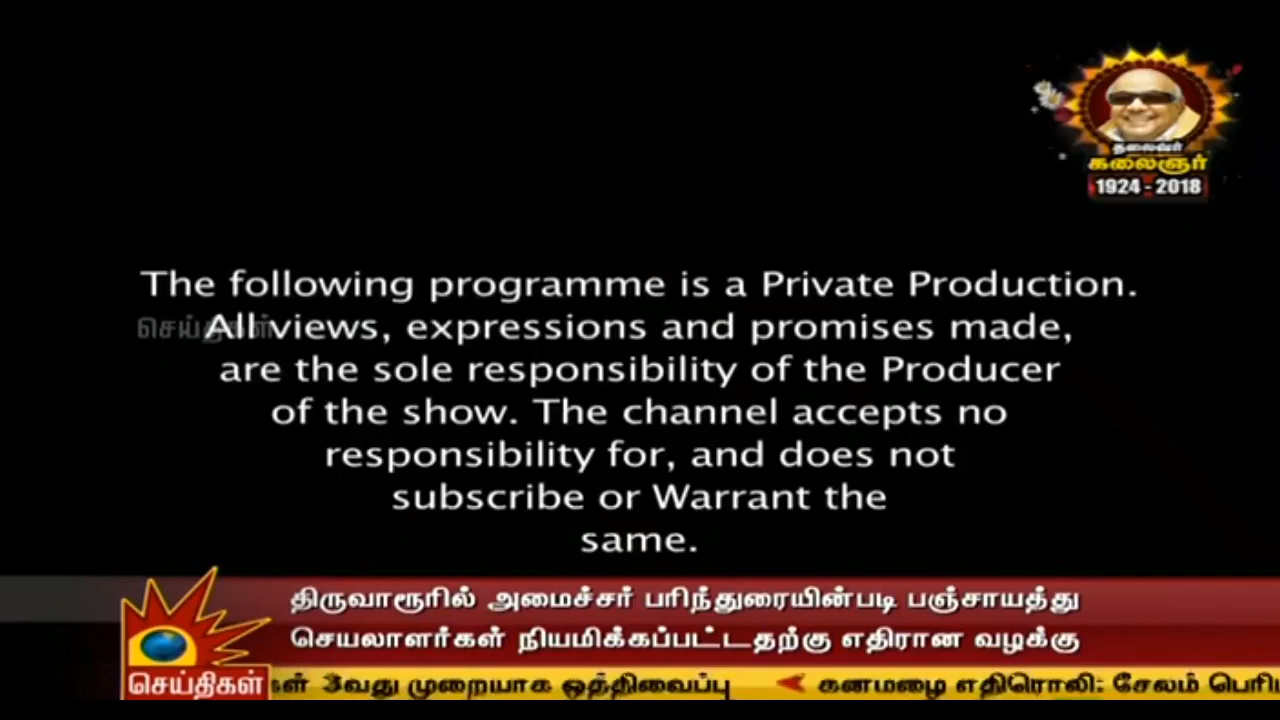 தலைவர்
கலைஞர்
1924 - 2018
The following programme is a Private Production.
செய்திகள்
All views, expressions and promises made,
are the sole responsibility of the Producer
of the show. The channel accepts no
responsibility for, and does not
subscribe or Warrant the
same.
திருவாரூரில் அமைச்சர் பரிந்துரையின்படி பஞ்சாயத்து
செயலாளர்கள் நியமிக்கப்பட்டதற்கு எதிரான வழக்கு
செய்திகள்
கள் 3வது முறையாக ஒத்திவைப்பு கனமழை எதிரொலி: சேலம் பெரி